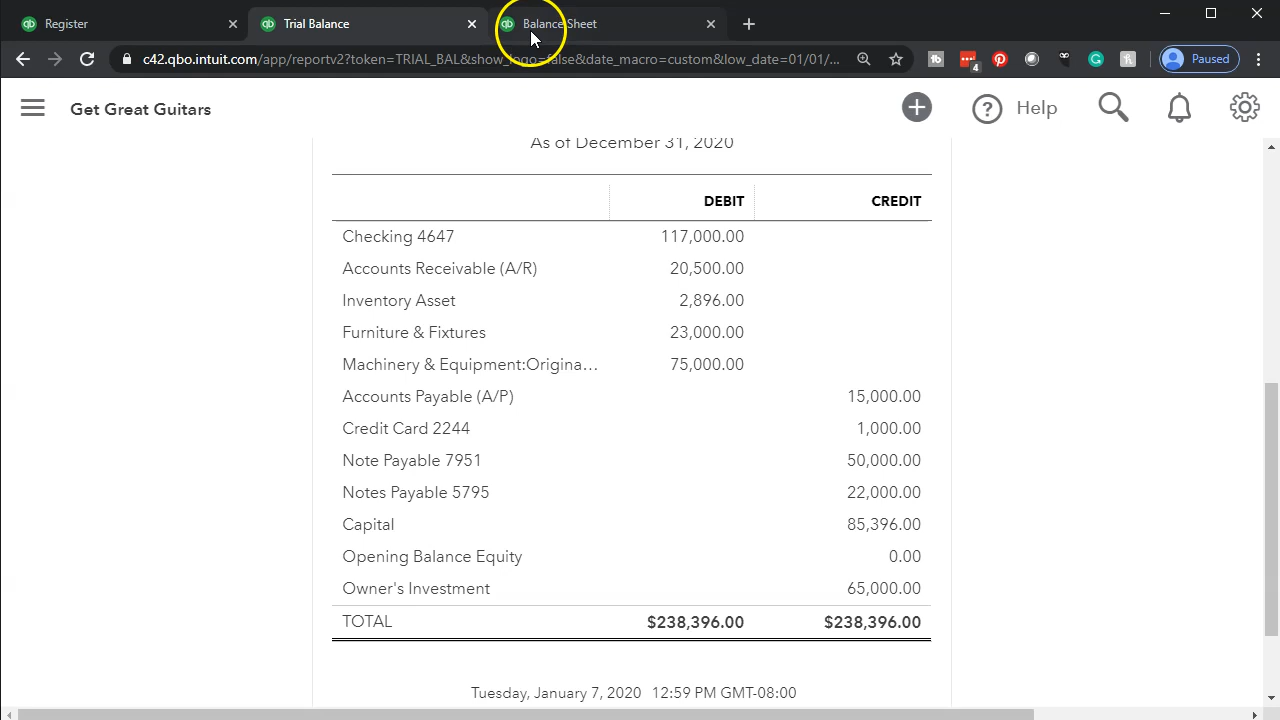 Register
Trial Balance
Balance Sheet
c42.qbo.intuit.com/app/reportv2?token=TRIAL_BAL&show_logo=false&date_macro=custom&low_date=01/01/...
4
Paused
Get Great Guitars
Help
As of December 31, 2020
DEBIT CREDIT
Checking 4647 117,000.00
Accounts Receivable (A/R) 20,500.00
Inventory Asset 2,896.00
Furniture & Fixtures 23,000.00
Machinery & Equipment:Origina... 75,000.00
Accounts Payable (A/P) 15,000.00
Credit Card 2244 1,000.00
Note Payable 7951 50,000.00
Notes Payable 5795 22,000.00
Capital 85,396.00
Opening Balance Equity 0.00
Owner's Investment 65,000.00
TOTAL $238,396.00 $238,396.00
Tuesday, January 7, 2020 12:59 PM GMT-08:00